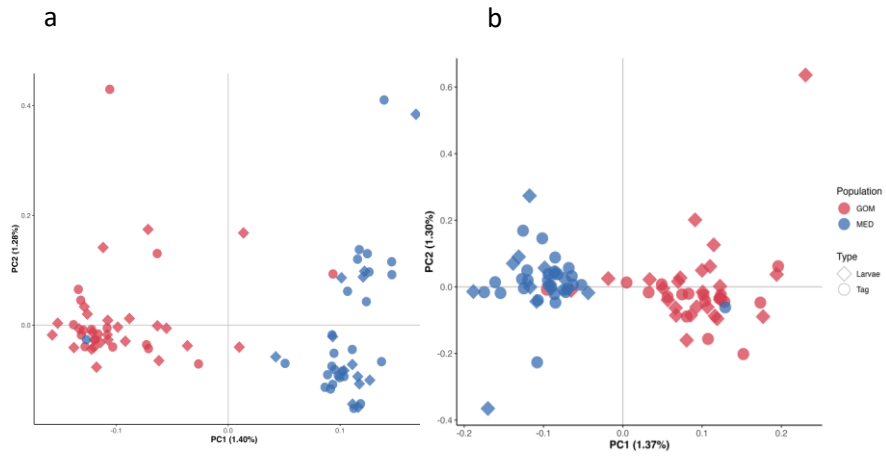 a
b
0.4
0.2
0.0
PC2 (1.28%)
-0.1
0.0
0.1
PC1 (1.40%)
0.6
0.4
0.2
0.0
-0.2
-0.4
PC2 (1.30%)
-0.2
-0.1
0.0
0.1
0.2
PC1 (1.37%)
Population
GOM
MED
Type
Larvae
Tag